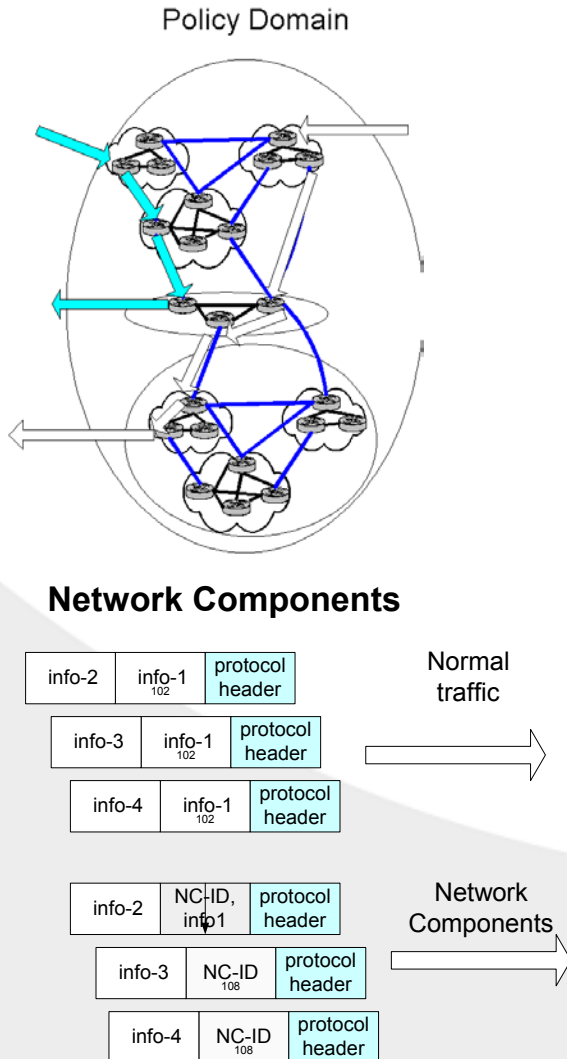 Policy Domain
Network Components
info-2 info-1 102 protocol header
Normal traffic
info-3 info-1 102 protocol header
info-4 info-1 102 protocol header
info-2 NC-ID, info1 protocol header
Network Components
info-3 NC-ID 108 protocol header
info-4 NC-ID 108 protocol header